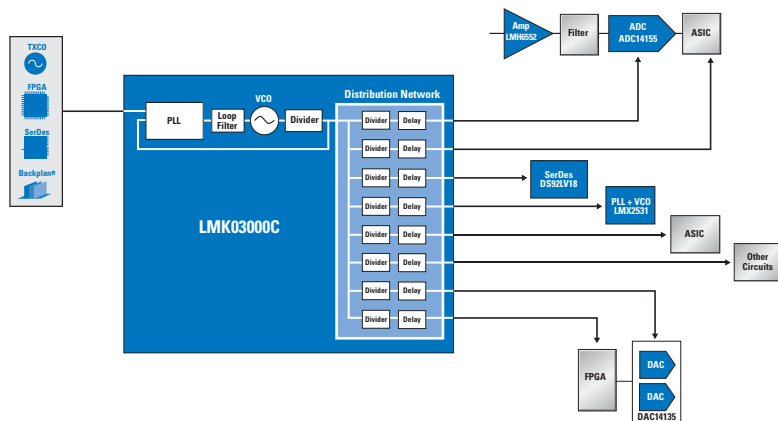 TXCO
FPGA
SerDes
Backplane
PLL
Loop
Filter
VCO
Divider
Distribution Network
Divider Delay
Divider Delay
Divider Delay
Divider Delay
Divider Delay
Divider Delay
Divider Delay
Divider Delay
LMK03000C
Amp
LMH6552
Filter
ADC
ADC14155
ASIC
SerDes
DS92LV18
PLL + VCO
LMX2531
ASIC
Other
Circuits
FPGA
DAC
DAC
DAC14135